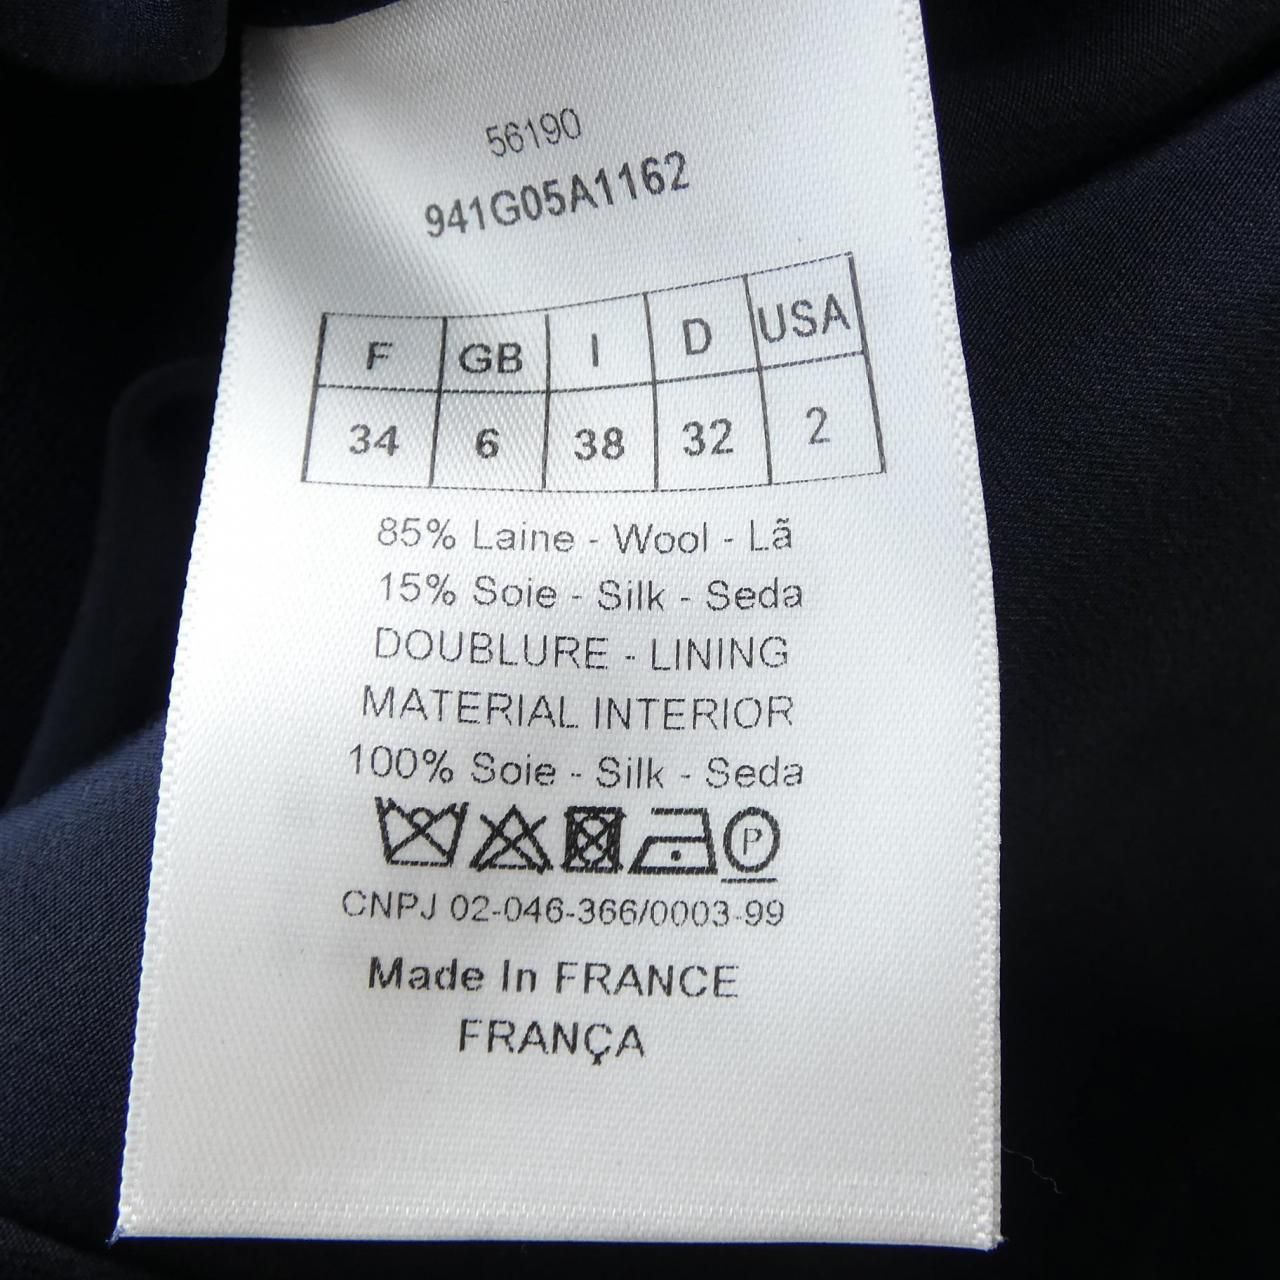 56190
941G05A1162
F GB I D USA
34 6 38 32 2
85% Laine - Wool - Lã
15% Soie - Silk - Seda
DOUBLURE - LINING
MATERIAL INTERIOR
100% Soie - Silk - Seda
P
CNPJ 02-046-366/0003-99
Made In FRANCE
FRANÇA